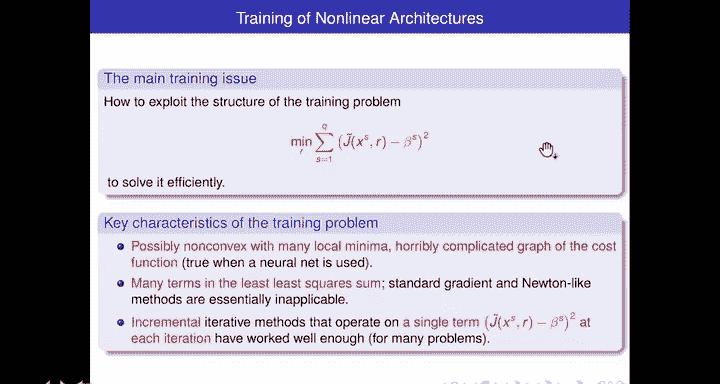 Training of Nonlinear Architectures
The main training issue
How to exploit the structure of the training problem
min_r ∑_{s=1}^{q} (J̃(x^s, r) − β^s)^2
to solve it efficiently.
Key characteristics of the training problem
Possibly nonconvex with many local minima, horribly complicated graph of the cost
function (true when a neural net is used).
Many terms in the least least squares sum; standard gradient and Newton-like
methods are essentially inapplicable.
Incremental iterative methods that operate on a single term (J̃(x^s, r) − β^s)^2 at
each iteration have worked well enough (for many problems).